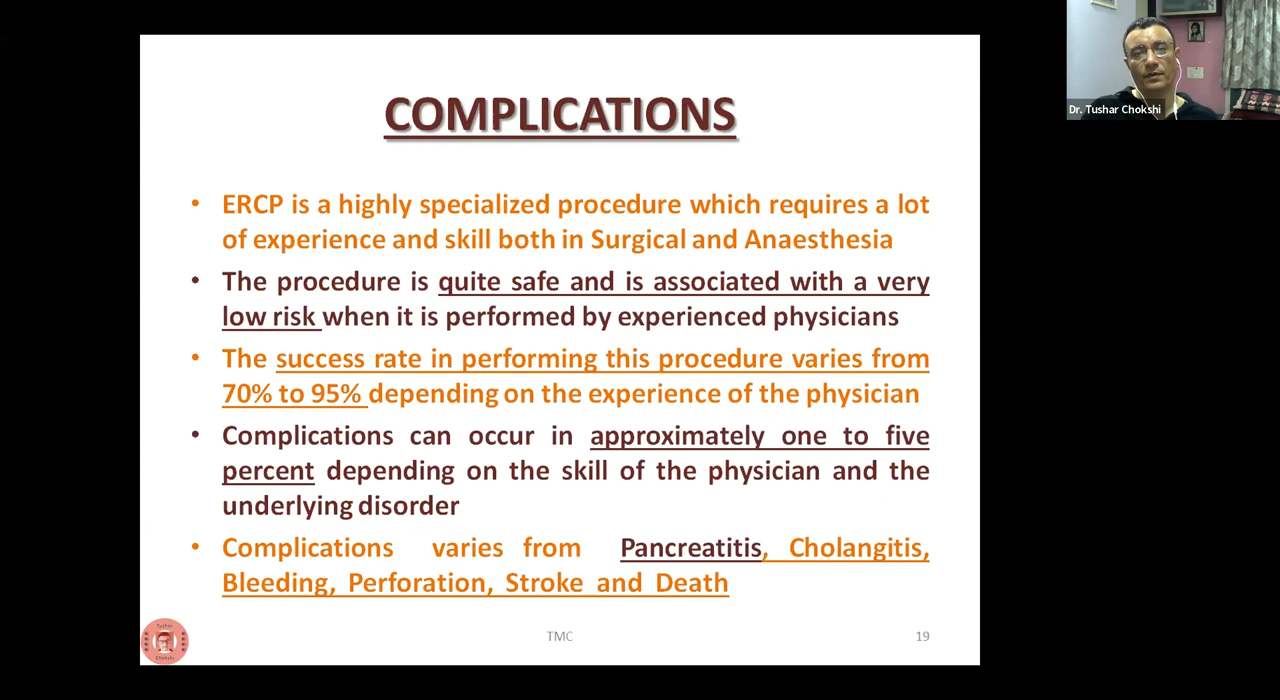 COMPLICATIONS
• ERCP is a highly specialized procedure which requires a lot
of experience and skill both in Surgical and Anaesthesia
• The procedure is quite safe and is associated with a very
low risk when it is performed by experienced physicians
• The success rate in performing this procedure varies from
70% to 95% depending on the experience of the physician
• Complications can occur in approximately one to five
percent depending on the skill of the physician and the
underlying disorder
• Complications varies from Pancreatitis, Cholangitis,
Bleeding, Perforation, Stroke and Death
Tushar
Chokshi
TMC
19
Dr. Tushar Chokshi